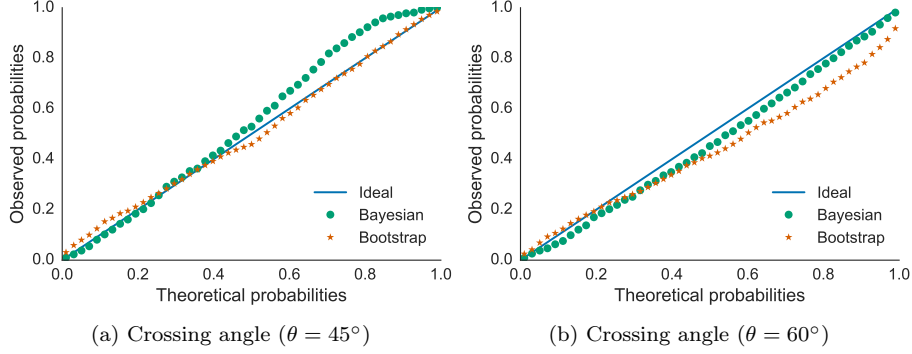 Observed probabilities
1.0
0.8
0.6
0.4
0.2
0.0
0.0 0.2 0.4 0.6 0.8 1.0
Theoretical probabilities
Ideal
Bayesian
Bootstrap
(a) Crossing angle (θ = 45°)
Observed probabilities
1.0
0.8
0.6
0.4
0.2
0.0
0.0 0.2 0.4 0.6 0.8 1.0
Theoretical probabilities
Ideal
Bayesian
Bootstrap
(b) Crossing angle (θ = 60°)